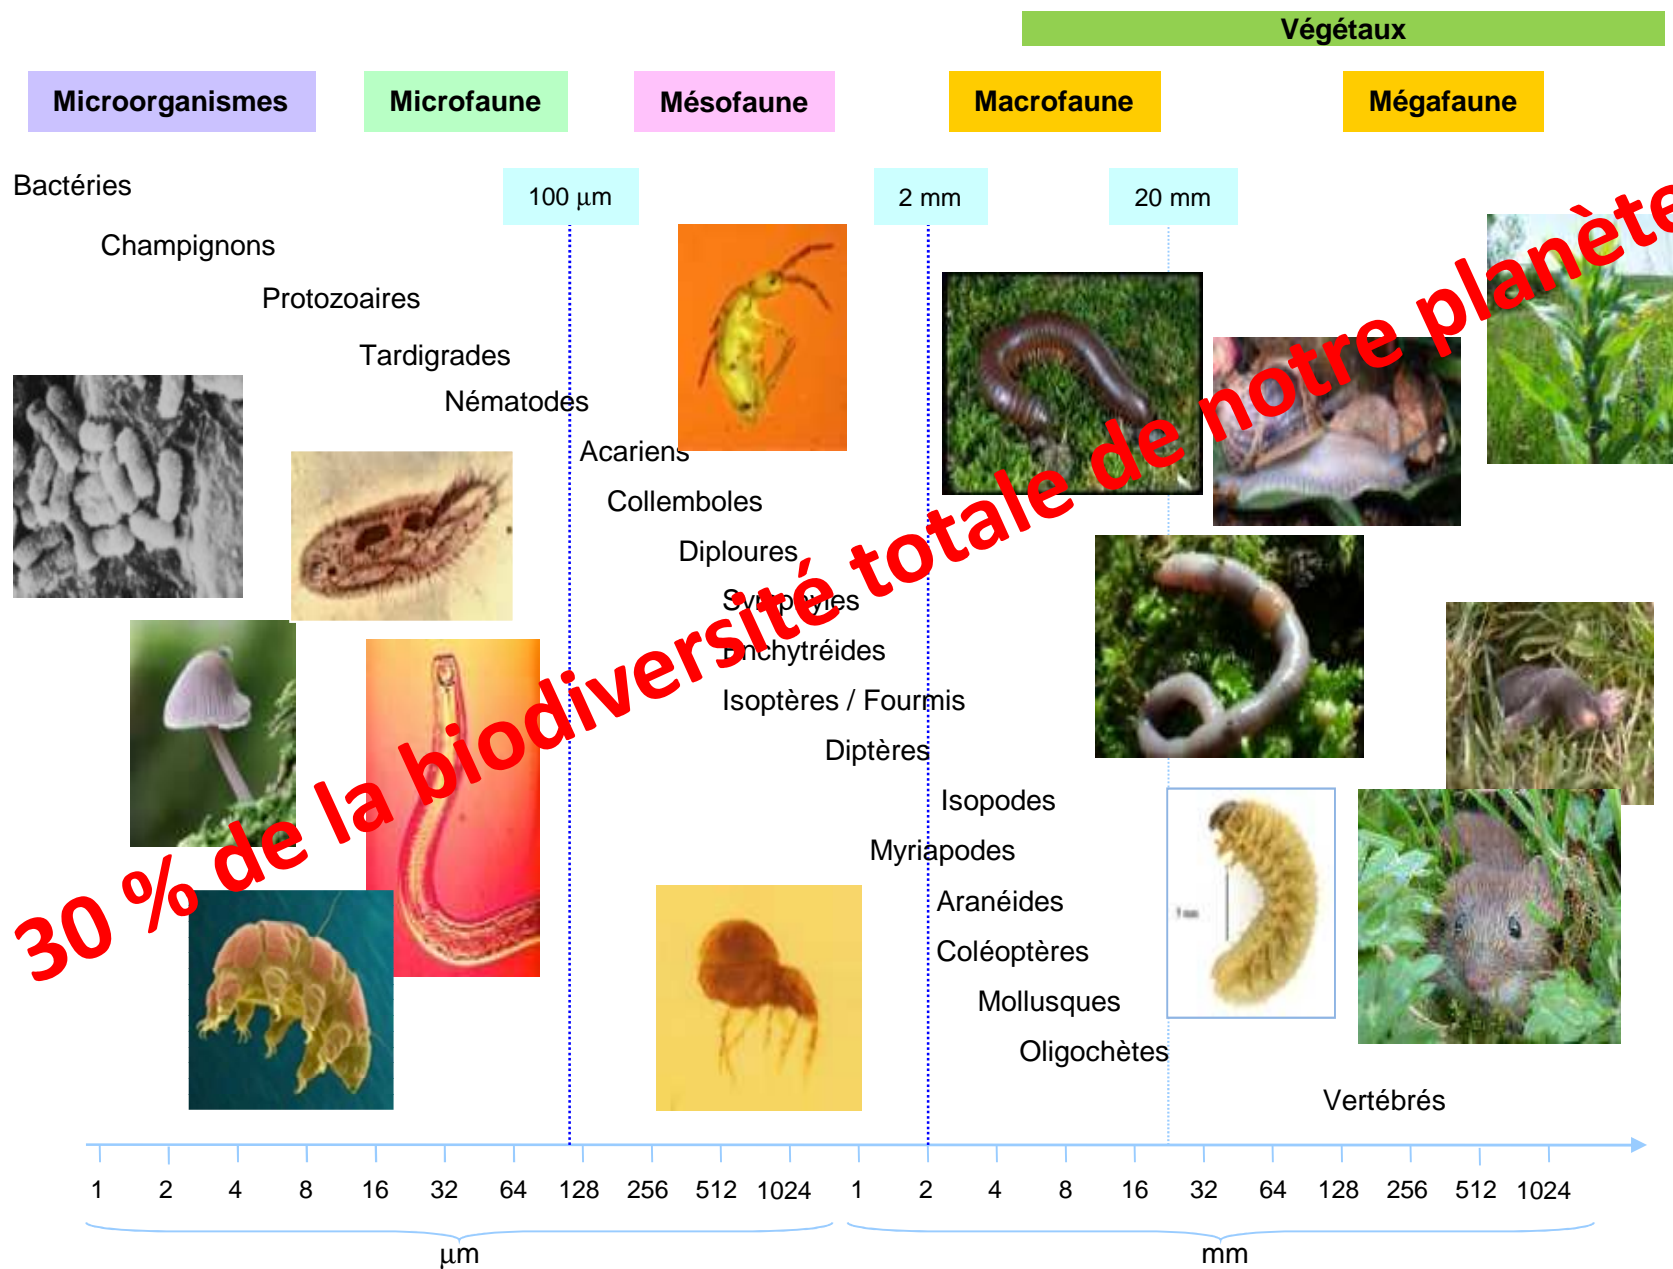 Végétaux
Microorganismes
Microfaune
Mésofaune
Macrofaune
Mégafaune
100 µm
2 mm
20 mm
Bactéries
Champignons
Protozoaires
Tardigrades
Nématodes
Acariens
Collemboles
Diploures
Symphyles
Enchytréides
Isoptères / Fourmis
Diptères
Isopodes
Myriapodes
Aranéides
Coléoptères
Mollusques
Oligochètes
Vertébrés
30 % de la biodiversité totale de notre planète
1 2 4 8 16 32 64 128 256 512 1024 1 2 4 8 16 32 64 128 256 512 1024
µm mm